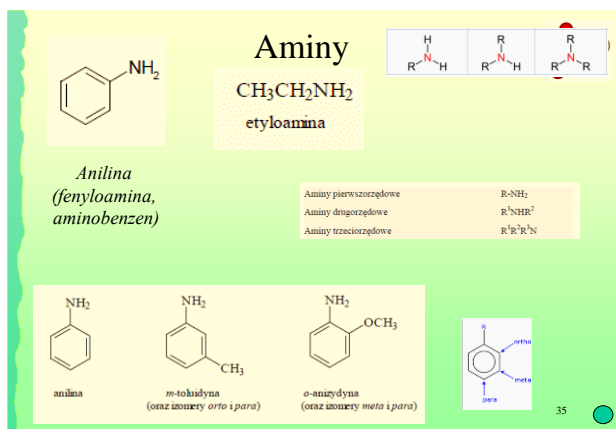 Aminy
NH2
CH3CH2NH2
etyloamina
H
R N H
R
R N H
R
R N R
Anilina
(fenyloamina,
aminobenzen)
Aminy pierwszorzędowe R-NH2
Aminy drugorzędowe R¹NHR²
Aminy trzeciorzędowe R¹R²R³N
NH2
anilina
NH2
CH3
m-toluidyna
(oraz izomery orto i para)
NH2
OCH3
o-anizydyna
(oraz izomery meta i para)
R
ortho
meta
para
35